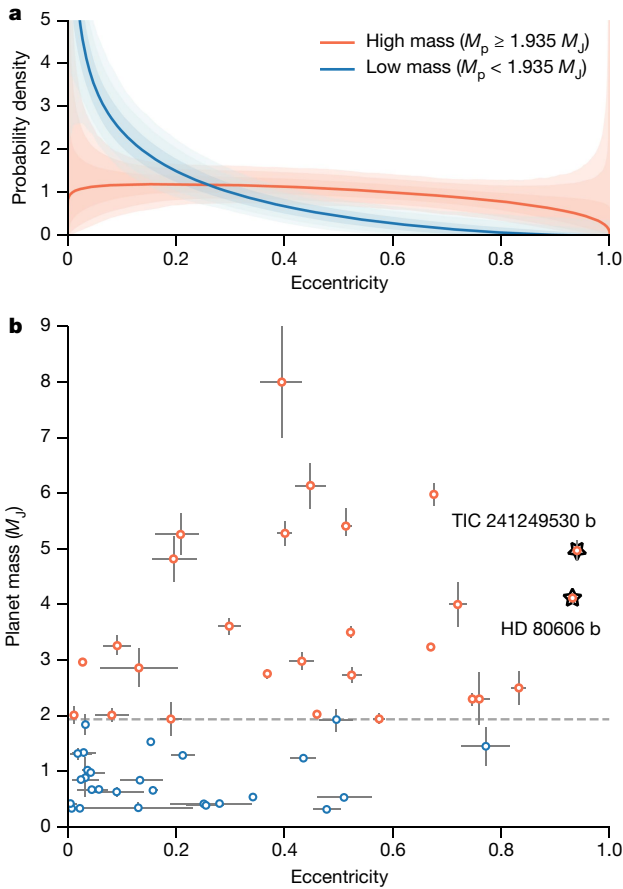 a
5
4
3
2
1
0
Probability density
High mass (Mp ≥ 1.935 MJ)
Low mass (Mp < 1.935 MJ)
0 0.2 0.4 0.6 0.8 1.0
Eccentricity
b
9
8
7
6
5
4
3
2
1
0
Planet mass (MJ)
TIC 241249530 b
HD 80606 b
0 0.2 0.4 0.6 0.8 1.0
Eccentricity